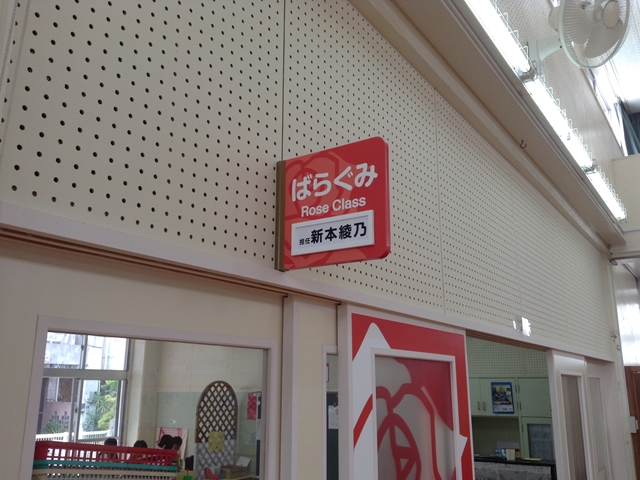 ばらぐみ
Rose Class
担任 新本綾乃